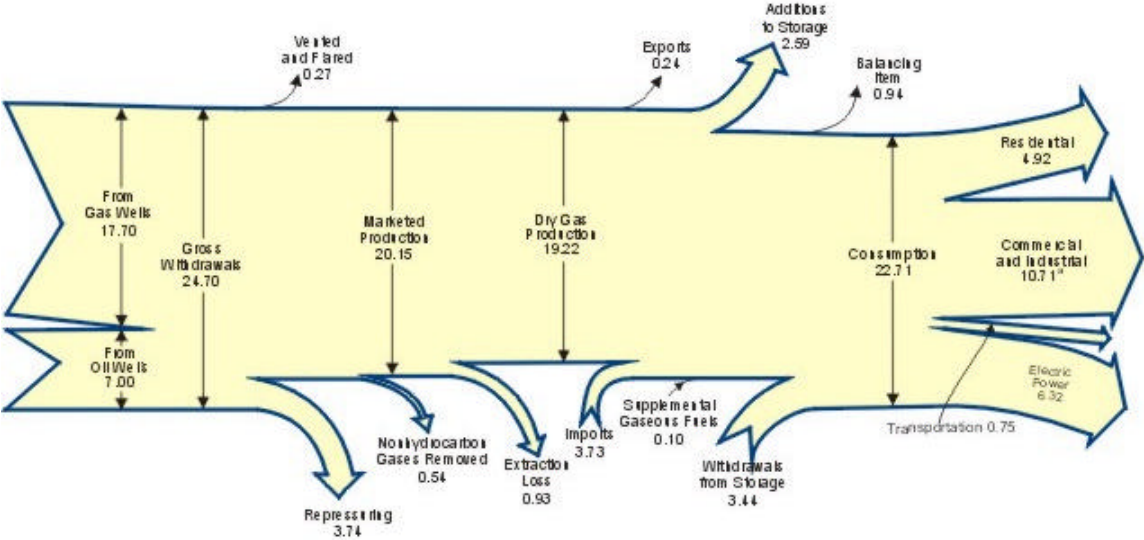 Additions
to Storage
2.59
Vented
and Flared
0.27
Exports
0.24
Balancing
Item
0.94
Residential
4.92
From
Gas Wells
17.70
Gross
Withdrawals
24.70
Marketed
Production
20.15
Dry Gas
Production
19.22
Consumption
22.71
Commercial
and Industrial
10.71ᵃ
From
Oil Wells
7.00
Electric
Power
6.32
Transportation 0.75
Nonhydrocarbon
Gases Removed
0.54
Extraction
Loss
0.93
Imports
3.73
Supplemental
Gaseous Fuels
0.10
Withdrawals
from Storage
3.44
Repressuring
3.74